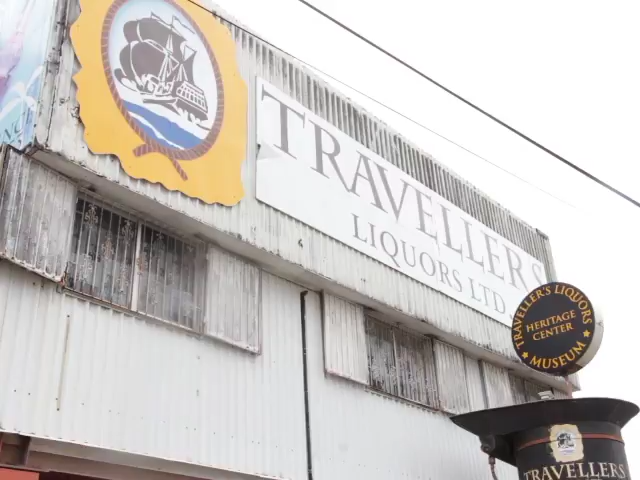 TRAVELLERS
LIQUORS LTD.
TRAVELLER'S LIQUORS
HERITAGE
CENTER
MUSEUM
TRAVELLERS